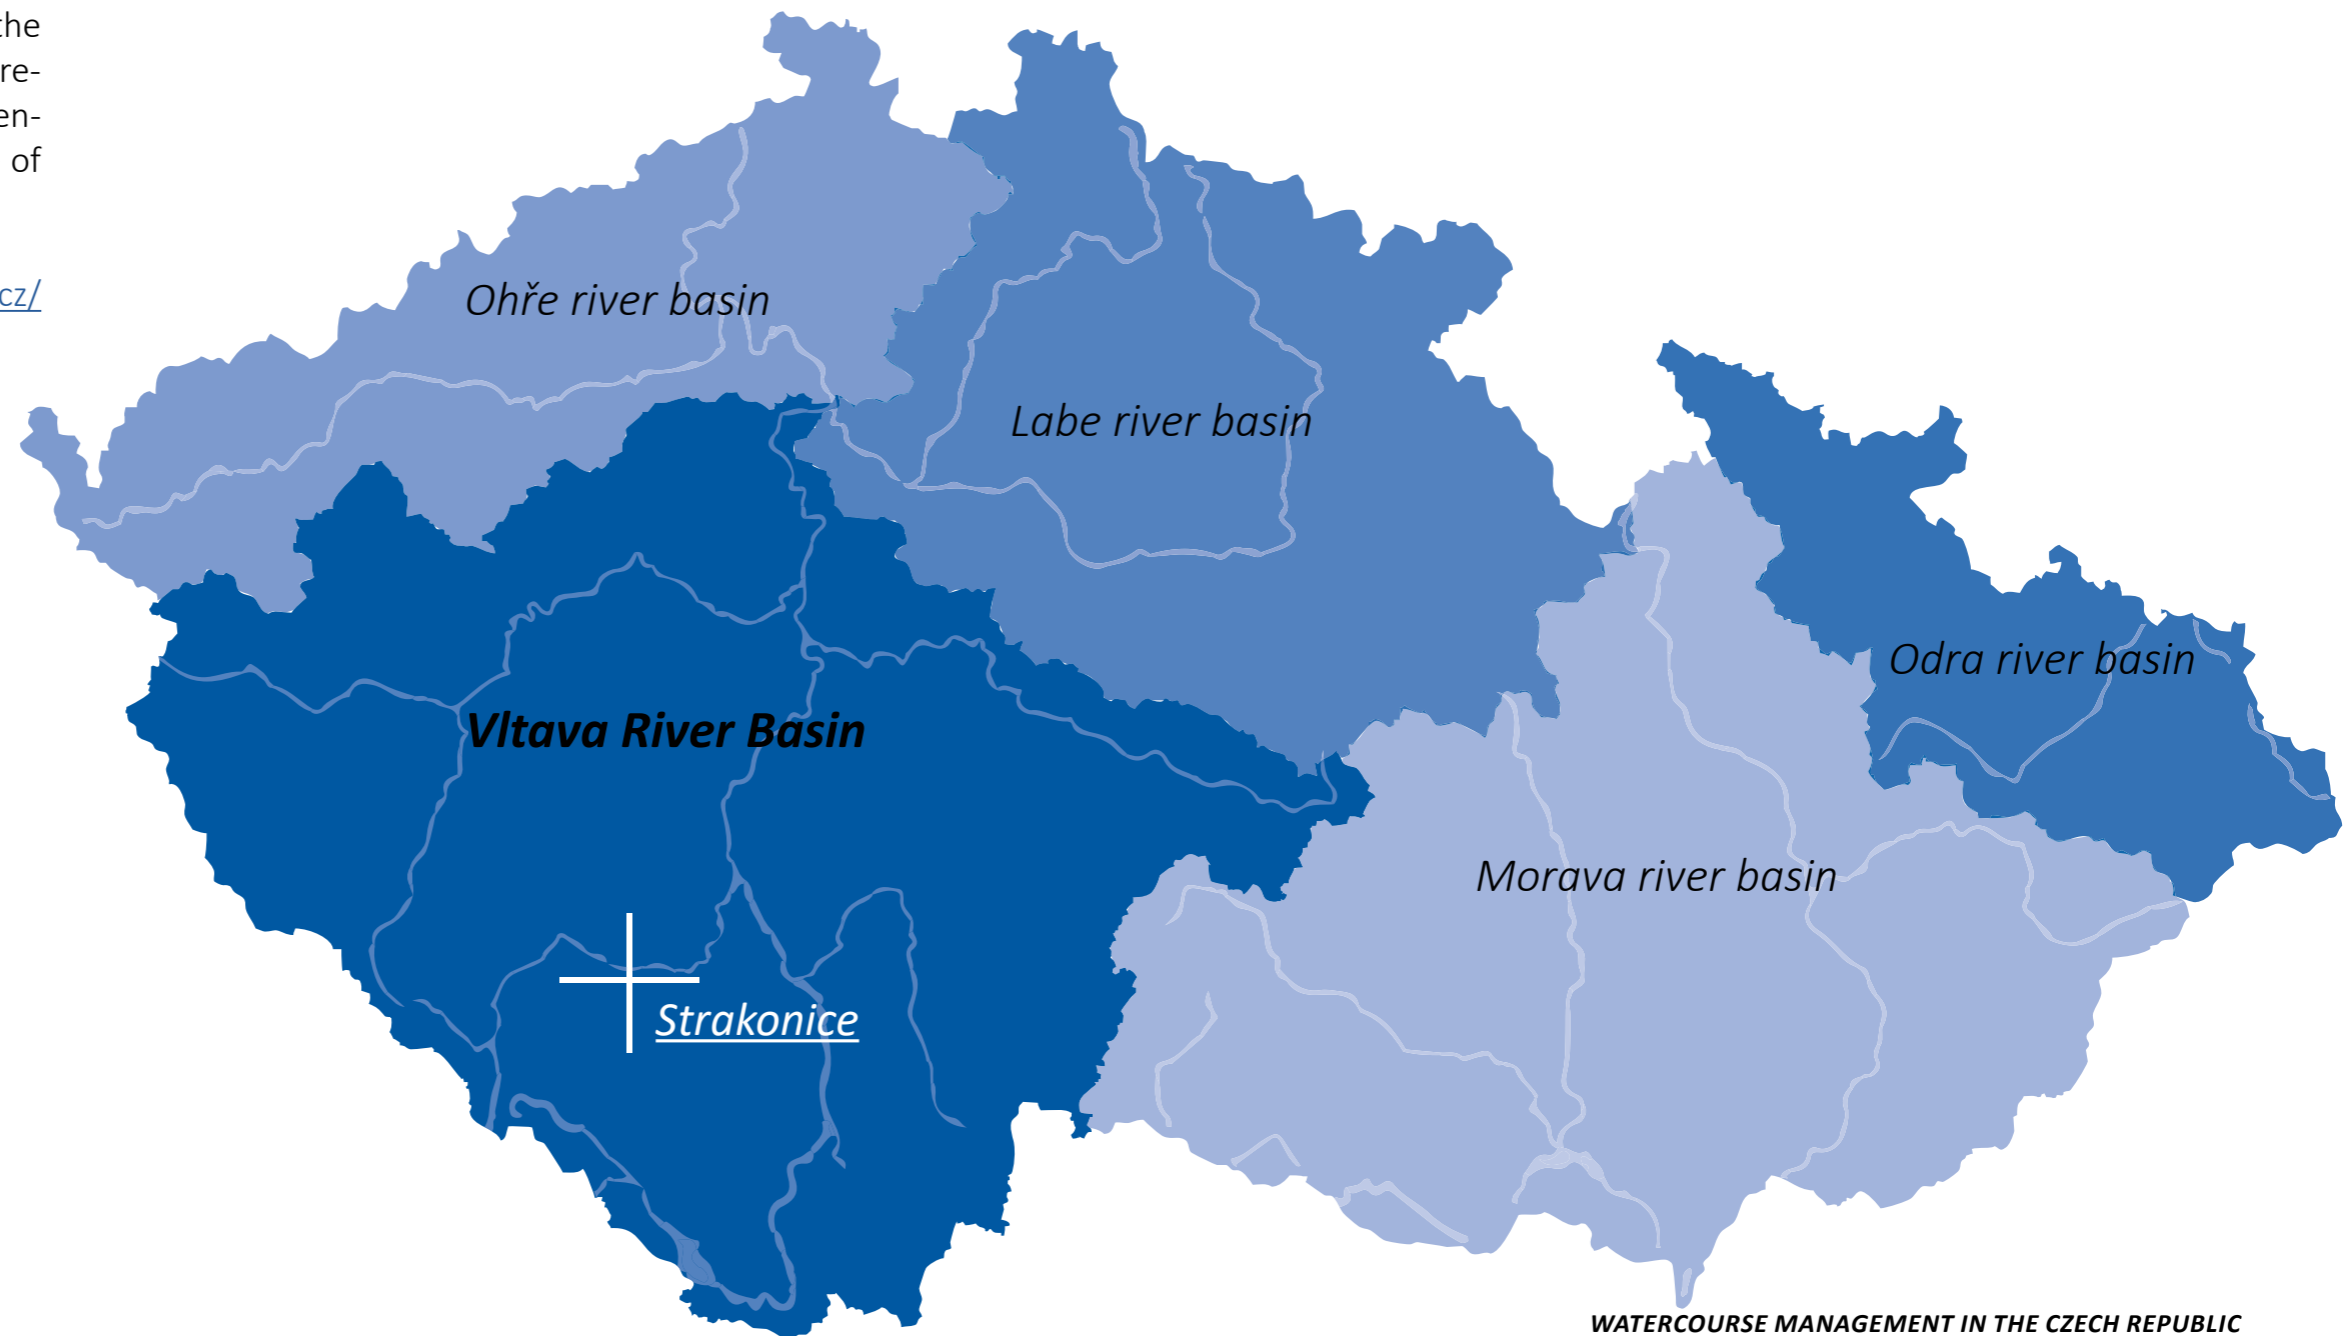 the
re-
en-
of
cz/
Ohře river basin
Labe river basin
Odra river basin
Vltava River Basin
Morava river basin
Strakonice
WATERCOURSE MANAGEMENT IN THE CZECH REPUBLIC